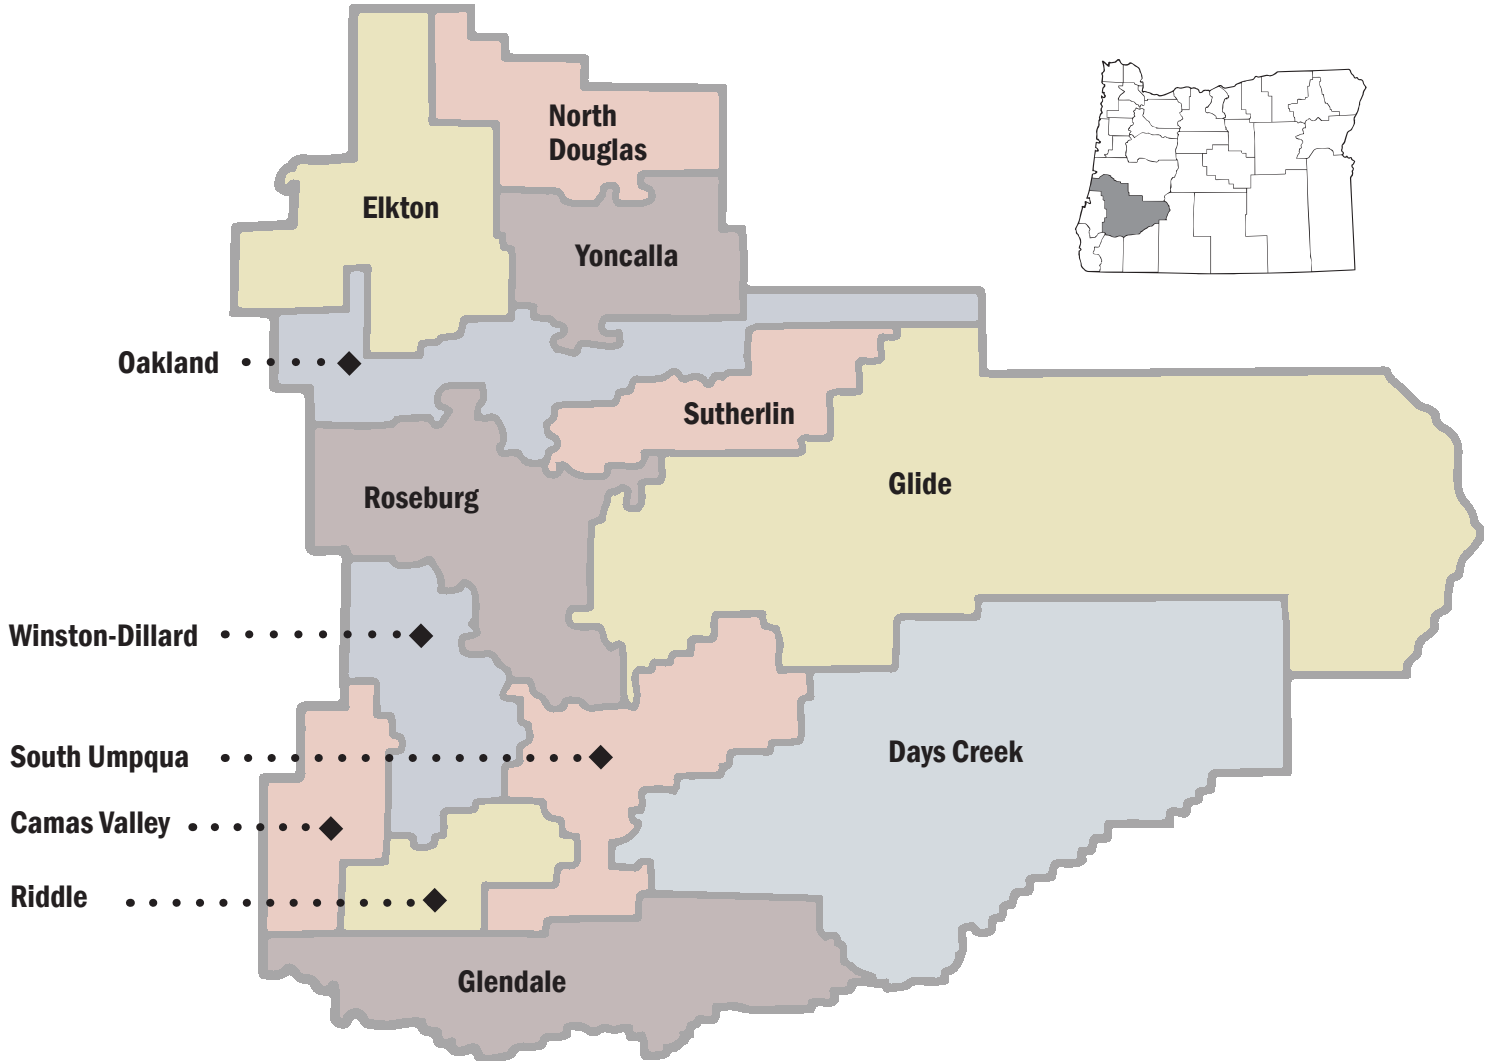 North
Douglas
Elkton
Yoncalla
Oakland
Sutherlin
Glide
Roseburg
Winston-Dillard
South Umpqua
Days Creek
Camas Valley
Riddle
Glendale